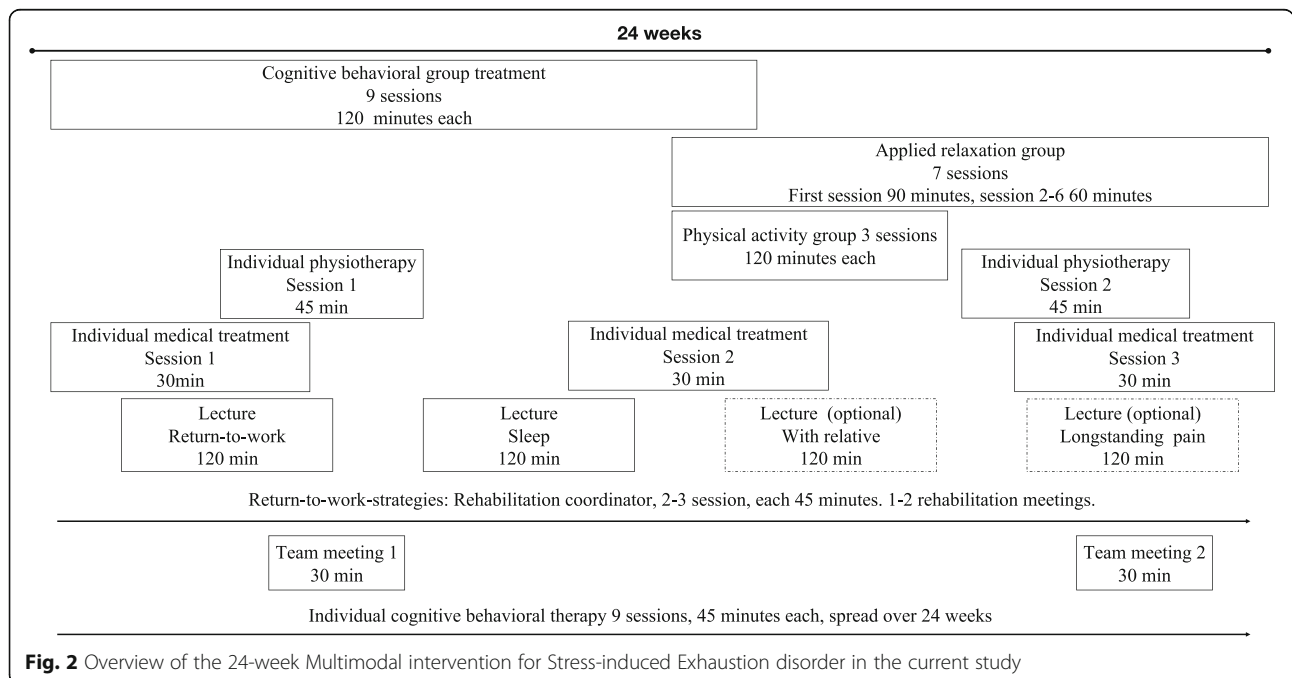 24 weeks
Cognitive behavioral group treatment
9 sessions
120 minutes each
Applied relaxation group
7 sessions
First session 90 minutes, session 2-6 60 minutes
Physical activity group 3 sessions
120 minutes each
Individual physiotherapy
Session 1
45 min
Individual physiotherapy
Session 2
45 min
Individual medical treatment
Session 1
30min
Individual medical treatment
Session 2
30 min
Individual medical treatment
Session 3
30 min
Lecture
Return-to-work
120 min
Lecture
Sleep
120 min
Lecture (optional)
With relative
120 min
Lecture (optional)
Longstanding pain
120 min
Return-to-work-strategies: Rehabilitation coordinator, 2-3 session, each 45 minutes. 1-2 rehabilitation meetings.
Team meeting 1
30 min
Team meeting 2
30 min
Individual cognitive behavioral therapy 9 sessions, 45 minutes each, spread over 24 weeks
Fig. 2 Overview of the 24-week Multimodal intervention for Stress-induced Exhaustion disorder in the current study